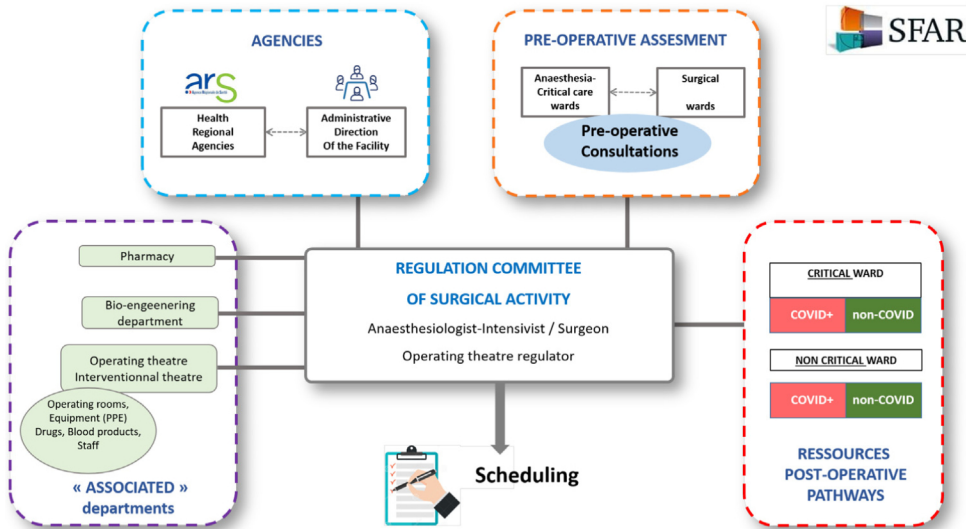 AGENCIES
ars
Health
Regional
Agencies
Administrative
Direction
Of the Facility
PRE-OPERATIVE ASSESMENT
Anaesthesia-
Critical care
wards
Surgical
wards
Pre-operative
Consultations
SFAR
Pharmacy
Bio-engeenering
department
Operating theatre
Interventionnal theatre
Operating rooms,
Equipment (PPE)
Drugs, Blood products,
Staff
« ASSOCIATED »
departments
REGULATION COMMITTEE
OF SURGICAL ACTIVITY
Anaesthesiologist-Intensivist / Surgeon
Operating theatre regulator
Scheduling
CRITICAL WARD
COVID+ non-COVID
NON CRITICAL WARD
COVID+ non-COVID
RESSOURCES
POST-OPERATIVE
PATHWAYS